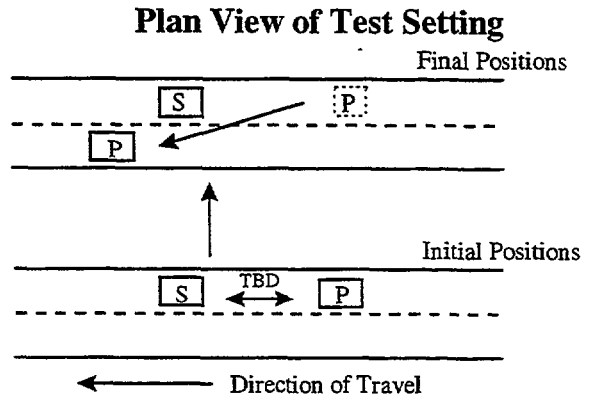 Plan View of Test Setting
Final Positions
S
P
P
Initial Positions
TBD
S
P
Direction of Travel